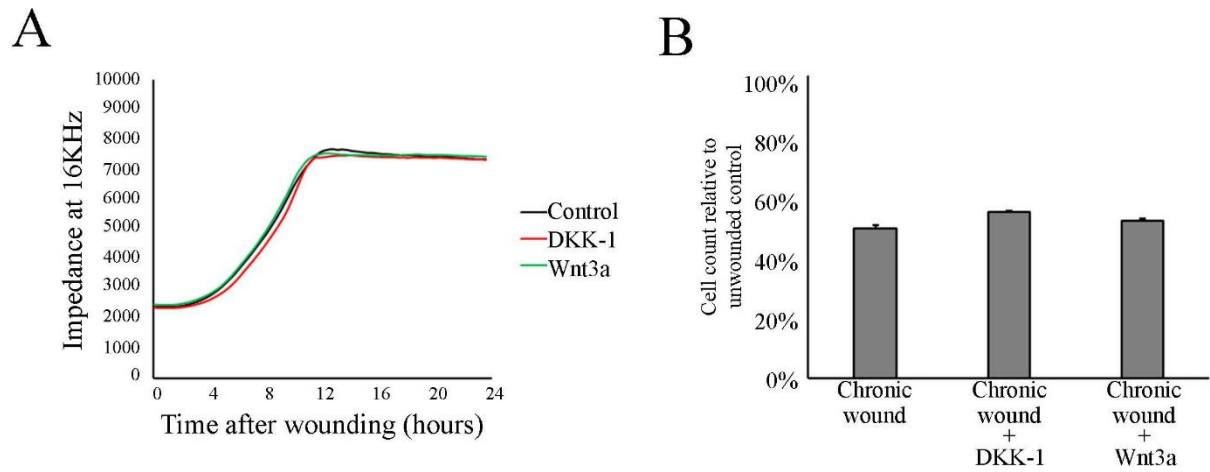 A
10000
9000
8000
7000
6000
5000
4000
3000
2000
1000
0
Impedance at 16KHz
0 4 8 12 16 20 24
Time after wounding (hours)
Control
DKK-1
Wnt3a
B
100%
80%
60%
40%
20%
0%
Cell count relative to
unwounded control
Chronic
wound
Chronic
wound
+
DKK-1
Chronic
wound
+
Wnt3a